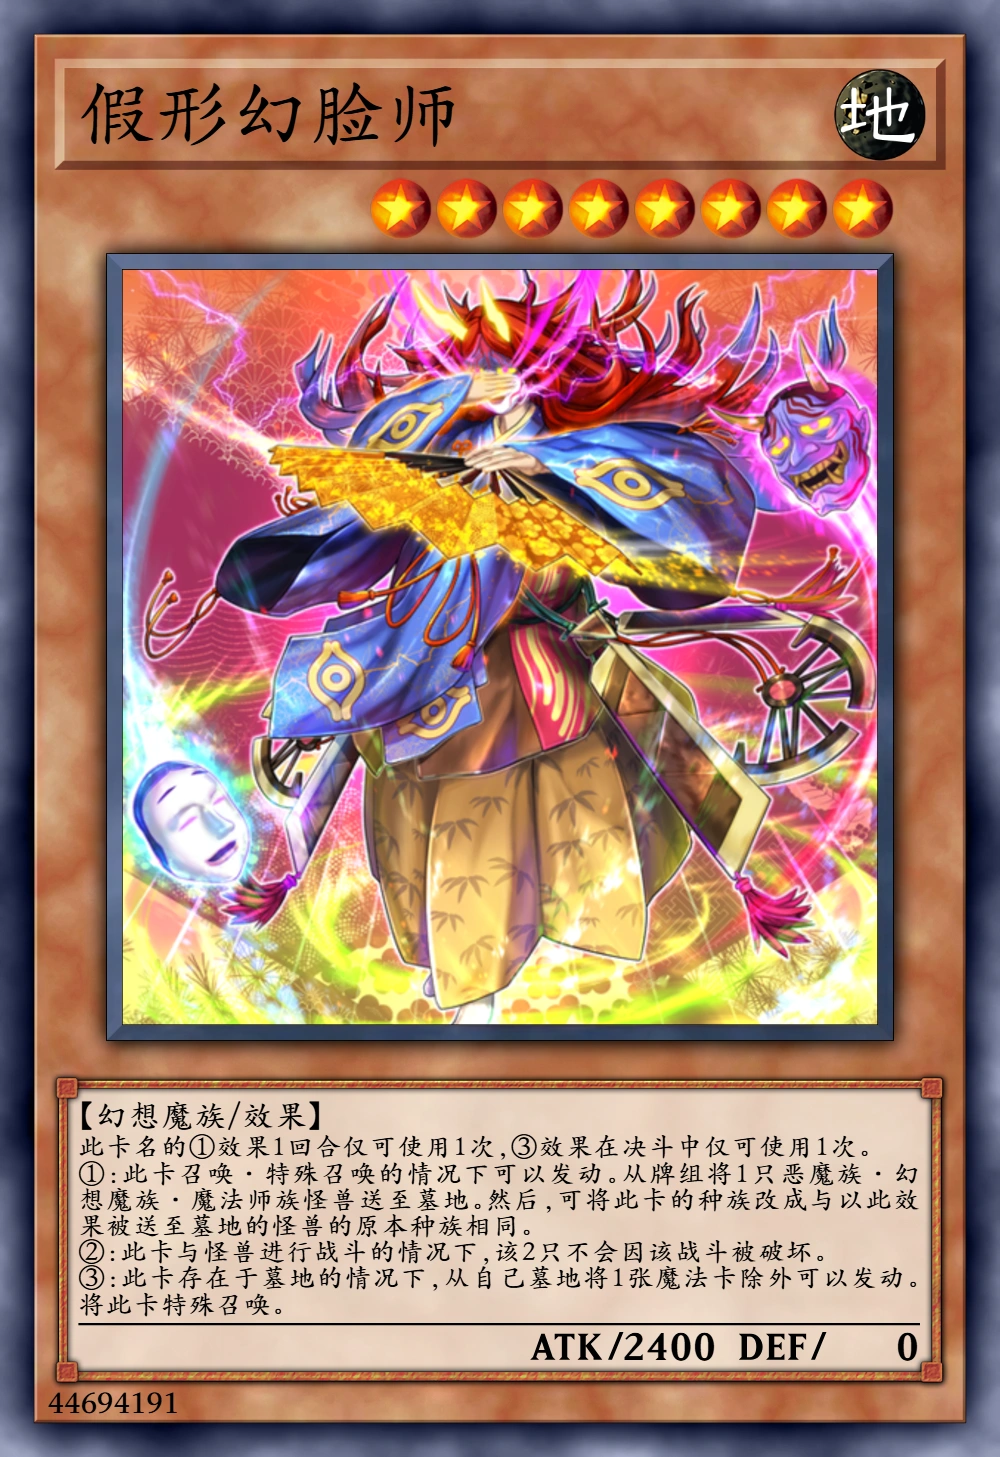 假形幻脸师
地
【幻想魔族/效果】
此卡名的①效果1回合仅可使用1次,③效果在决斗中仅可使用1次。
①:此卡召唤・特殊召唤的情况下可以发动。从牌组将1只恶魔族・幻
想魔族・魔法师族怪兽送至墓地。然后,可将此卡的种族改成与以此效
果被送至墓地的怪兽的原本种族相同。
②:此卡与怪兽进行战斗的情况下,该2只不会因该战斗被破坏。
③:此卡存在于墓地的情况下,从自己墓地将1张魔法卡除外可以发动。
将此卡特殊召唤。
ATK/2400 DEF/ 0
44694191